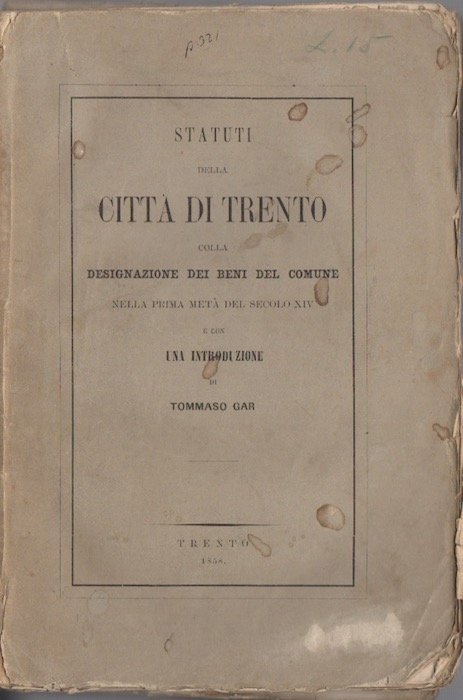 p. 321
L. 15
STATUTI
DELLA
CITTÀ DI TRENTO
COLLA
DESIGNAZIONE DEI BENI DEL COMUNE
NELLA PRIMA METÀ DEL SECOLO XIV
E CON
UNA INTRODUZIONE
DI
TOMMASO GAR
TRENTO
1858.